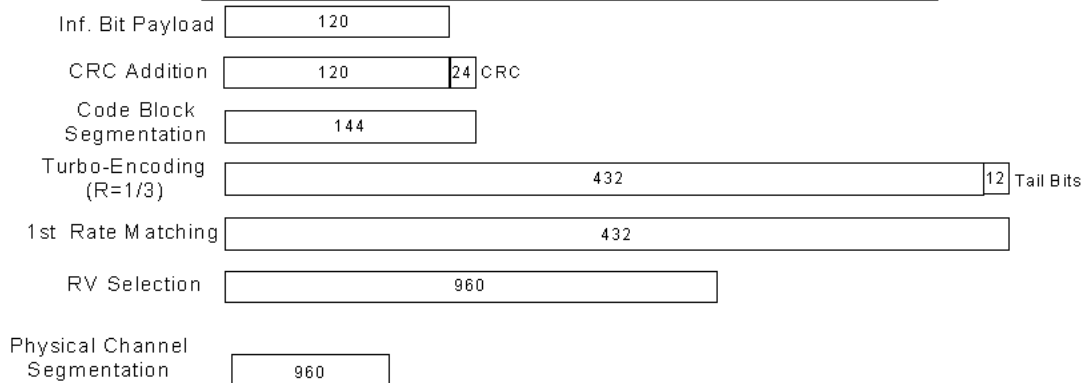 Inf. Bit Payload 120
CRC Addition 120 24 CRC
Code Block
Segmentation 144
Turbo-Encoding
(R=1/3) 432 12 Tail Bits
1st Rate Matching 432
RV Selection 960
Physical Channel
Segmentation 960